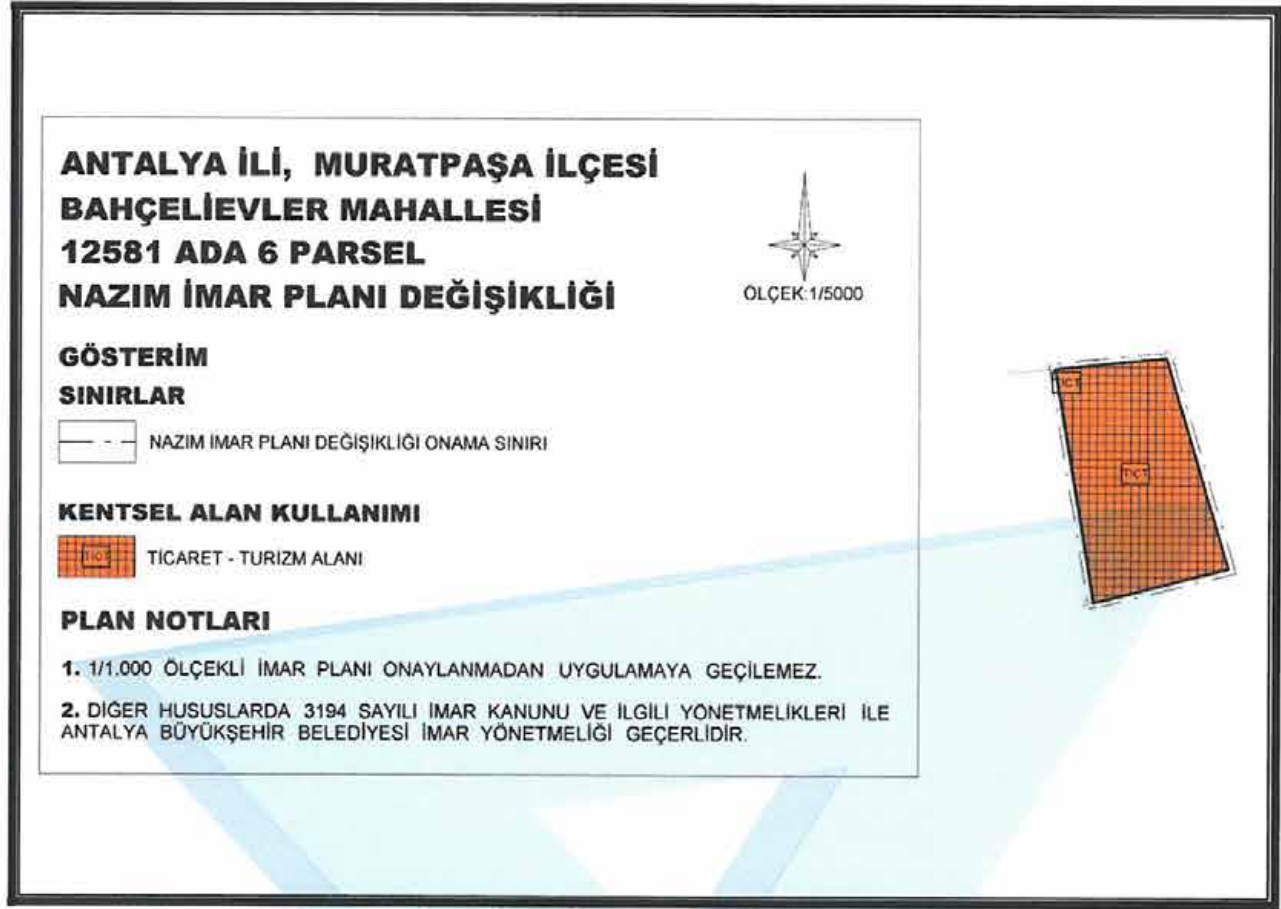 ANTALYA İLİ, MURATPAŞA İLÇESİ
BAHÇELİEVLER MAHALLESİ
12581 ADA 6 PARSEL
NAZIM İMAR PLANI DEĞİŞİKLİĞİ
ÖLÇEK:1/5000
GÖSTERİM
SINIRLAR
NAZIM İMAR PLANI DEĞİŞİKLİĞİ ONAMA SINIRI
KENTSEL ALAN KULLANIMI
TİCT
TİCARET - TURİZM ALANI
PLAN NOTLARI
1. 1/1.000 ÖLÇEKLİ İMAR PLANI ONAYLANMADAN UYGULAMAYA GEÇİLEMEZ.
2. DİĞER HUSUSLARDA 3194 SAYILI İMAR KANUNU VE İLGİLİ YÖNETMELİKLERİ İLE
ANTALYA BÜYÜKŞEHİR BELEDİYESİ İMAR YÖNETMELİĞİ GEÇERLİDİR.
TİCT
TİCT